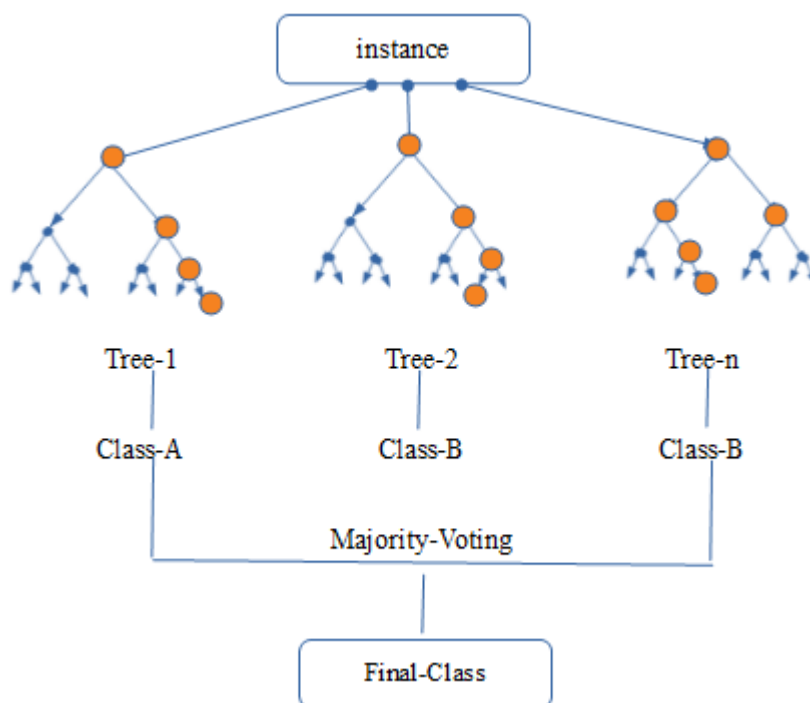 instance
Tree-1 Tree-2 Tree-n
Class-A Class-B Class-B
Majority-Voting
Final-Class